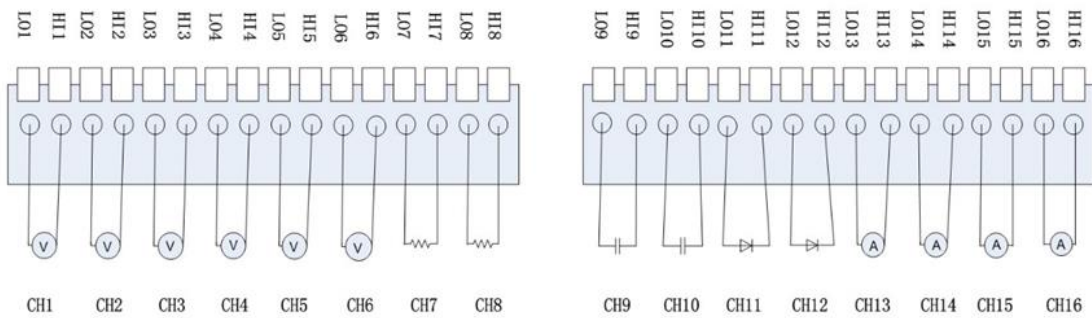 LO1 HI1 LO2 HI2 LO3 HI3 LO4 HI4 LO5 HI5 LO6 HI6 LO7 HI7 LO8 HI8 LO9 HI9 LO10 HI10 LO11 HI11 LO12 HI12 LO13 HI13 LO14 HI14 LO15 HI15 LO16 HI16
V V V V V V A A A A
CH1 CH2 CH3 CH4 CH5 CH6 CH7 CH8 CH9 CH10 CH11 CH12 CH13 CH14 CH15 CH16